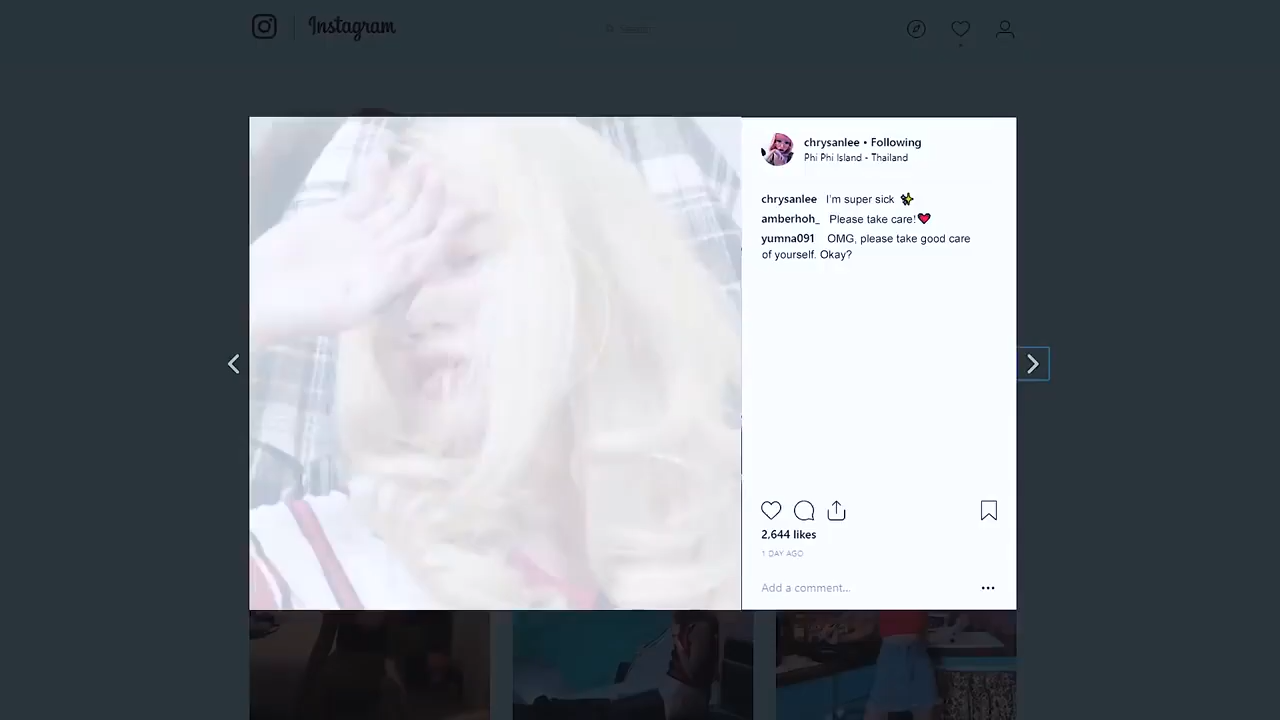 Instagram
Search
chrysanlee • Following
Phi Phi Island - Thailand
chrysanlee I'm super sick ✨
amberhoh_ Please take care!❤
yumna091 OMG, please take good care
of yourself. Okay?
2,644 likes
1 DAY AGO
Add a comment...